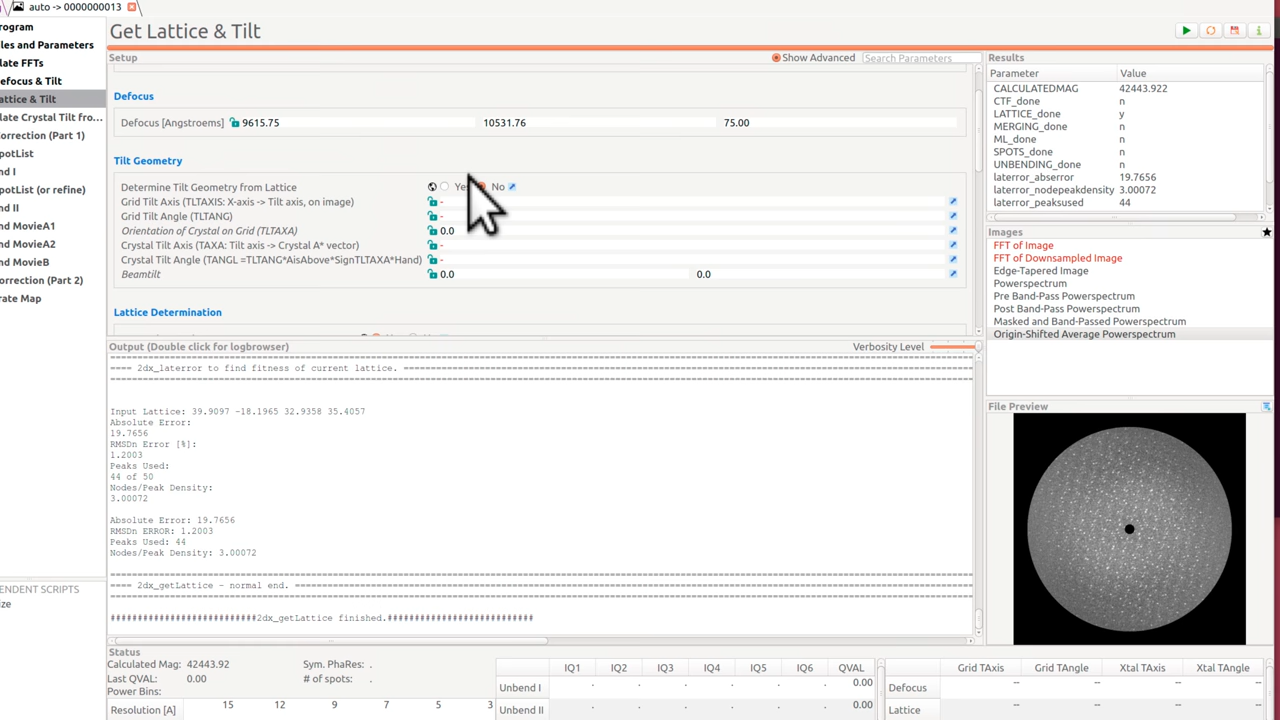 auto -> 0000000013
rogram
les and Parameters
late FFTs
efocus & Tilt
attice & Tilt
late Crystal Tilt fro...
orrection (Part 1)
potList
nd I
potList (or refine)
nd II
nd MovieA1
nd MovieA2
nd MovieB
orrection (Part 2)
rate Map
ENDENT SCRIPTS
ize
Get Lattice & Tilt
Setup
Show Advanced
Search Parameters
Defocus
Defocus [Angstroems] 9615.75 10531.76 75.00
Tilt Geometry
Determine Tilt Geometry from Lattice Yes No
Grid Tilt Axis (TLTAXIS: X-axis -> Tilt axis, on image) -
Grid Tilt Angle (TLTANG) -
Orientation of Crystal on Grid (TLTAXA) 0.0
Crystal Tilt Axis (TAXA: Tilt axis -> Crystal A* vector) -
Crystal Tilt Angle (TANGL =TLTANG*AisAbove*SignTLTAXA*Hand) -
Beamtilt 0.0 0.0
Lattice Determination
Output (Double click for logbrowser)
Verbosity Level
==== 2dx_laterror to find fitness of current lattice.
Input Lattice: 39.9097 -18.1965 32.9358 35.4057
Absolute Error:
19.7656
RMSDn Error [%]:
1.2003
Peaks Used:
44 of 50
Nodes/Peak Density:
3.00072
Absolute Error: 19.7656
RMSDn ERROR: 1.2003
Peaks Used: 44
Nodes/Peak Density: 3.00072
==== 2dx_getLattice - normal end.
##########################2dx_getLattice finished.##########################
Status
Calculated Mag: 42443.92 Sym. PhaRes: .
Last QVAL: 0.00 # of spots: .
Power Bins:
Resolution [A] 15 12 9 7 5 3
IQ1 IQ2 IQ3 IQ4 IQ5 IQ6 QVAL
Unbend I . . . . . . 0.00
Unbend II . . . . . . 0.00
Grid TAxis Grid TAngle Xtal TAxis Xtal TAngle
Defocus -- -- -- --
Lattice -- -- -- --
Results
Parameter Value
CALCULATEDMAG 42443.922
CTF_done n
LATTICE_done y
MERGING_done n
ML_done n
SPOTS_done n
UNBENDING_done n
laterror_abserror 19.7656
laterror_nodepeakdensity 3.00072
laterror_peaksused 44
Images
FFT of Image
FFT of Downsampled Image
Edge-Tapered Image
Powerspectrum
Pre Band-Pass Powerspectrum
Post Band-Pass Powerspectrum
Masked and Band-Passed Powerspectrum
Origin-Shifted Average Powerspectrum
File Preview